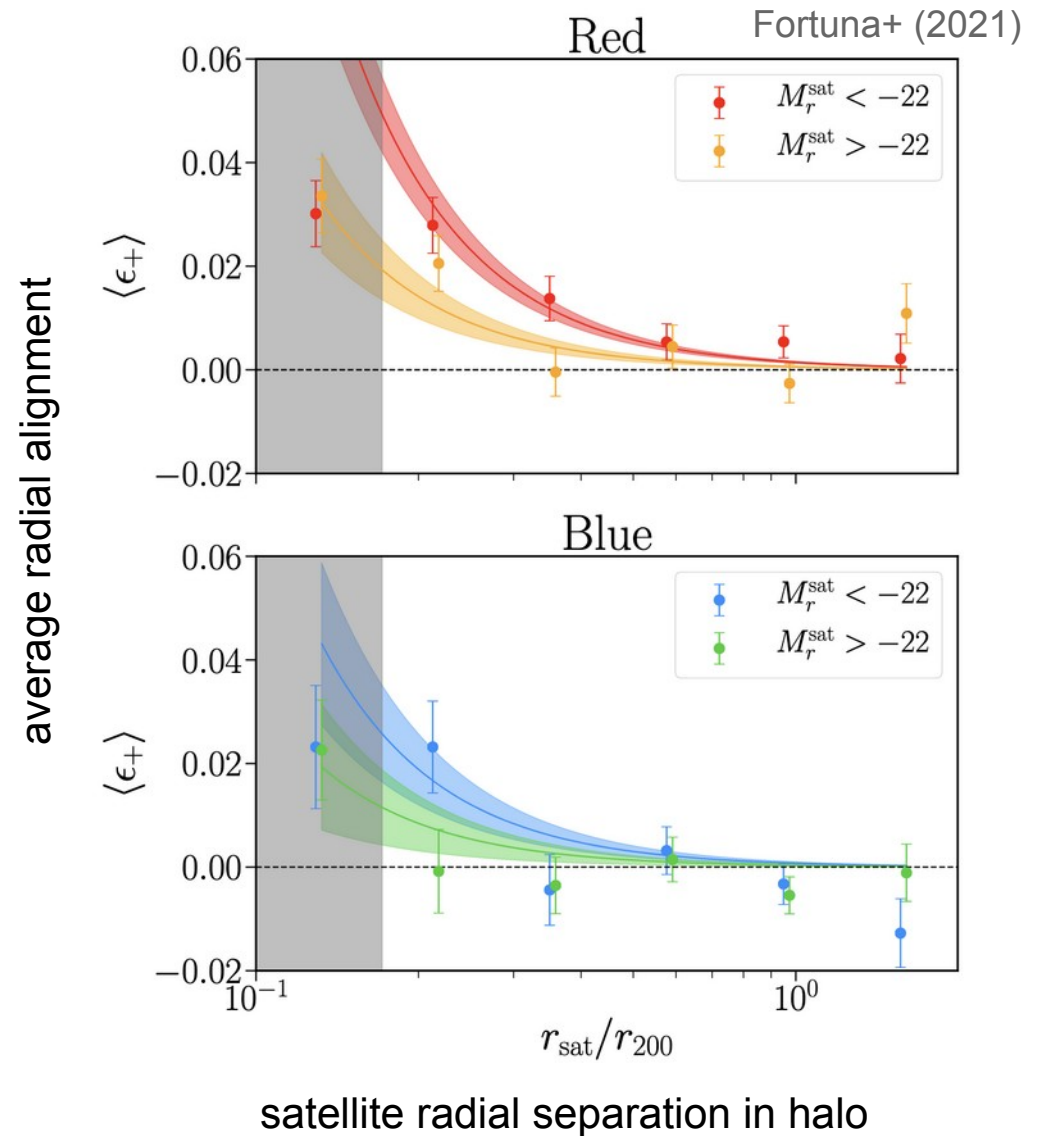 Fortuna+ (2021)
Red
0.06
0.04
0.02
0.00
−0.02
⟨ϵ₊⟩
M_r^sat < −22
M_r^sat > −22
average radial alignment
Blue
0.06
0.04
0.02
0.00
−0.02
⟨ϵ₊⟩
M_r^sat < −22
M_r^sat > −22
10⁻¹
10⁰
r_sat/r_200
satellite radial separation in halo